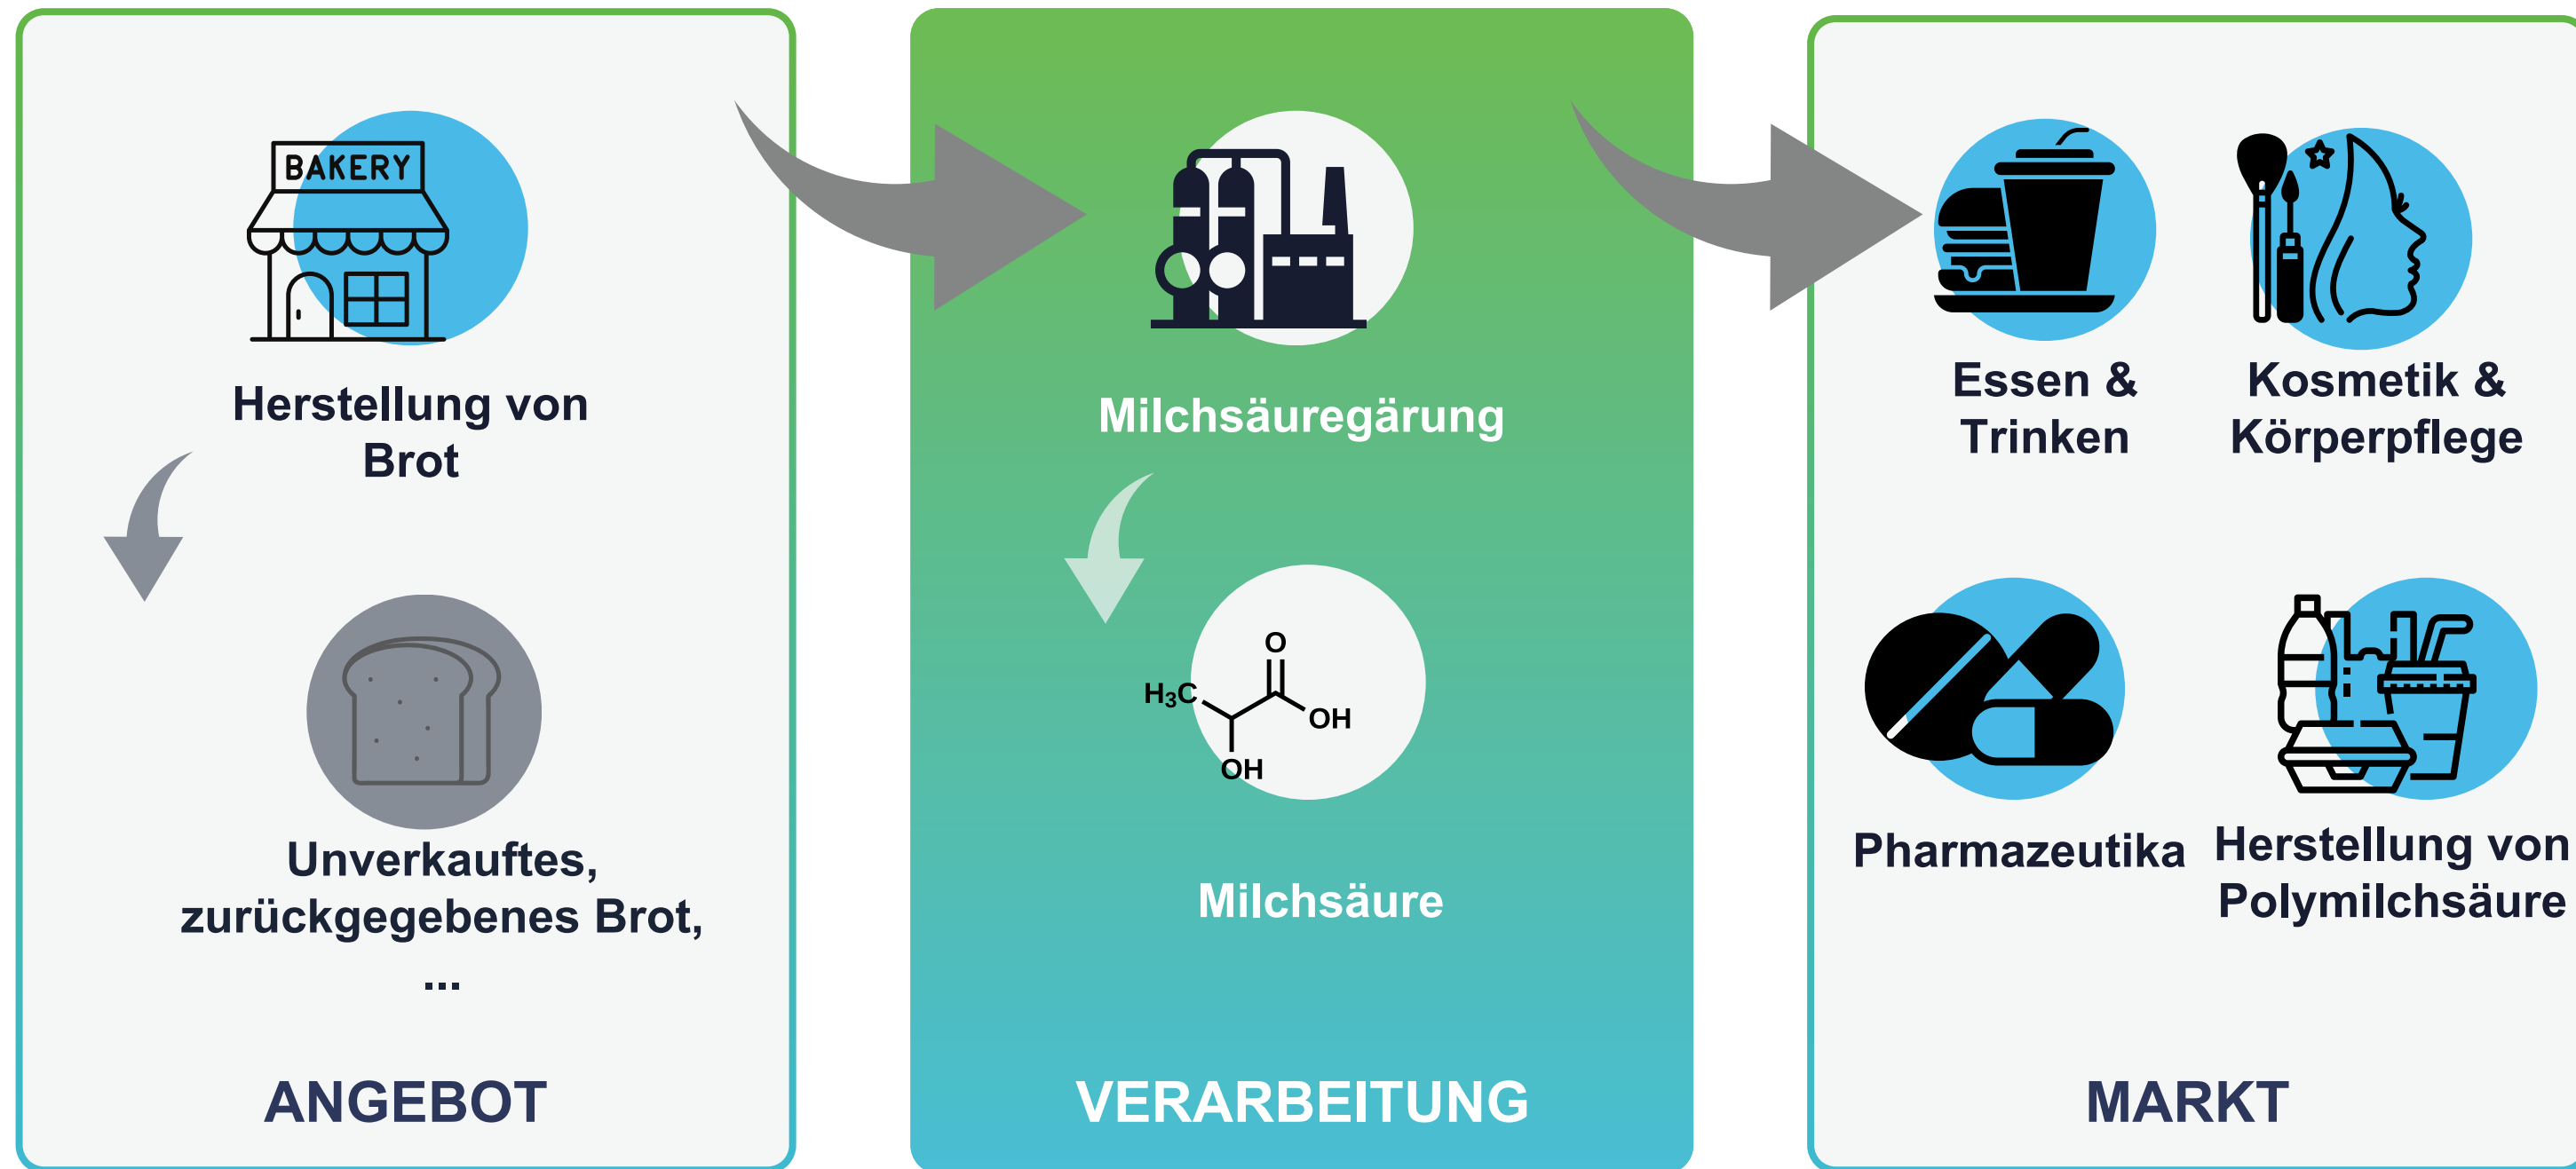 BAKERY
Herstellung von
Brot
Unverkauftes,
zurückgegebenes Brot,
...
ANGEBOT
Milchsäuregärung
O
H₃C
OH
OH
Milchsäure
VERARBEITUNG
Essen &
Trinken
Kosmetik &
Körperpflege
Pharmazeutika
Herstellung von
Polymilchsäure
MARKT